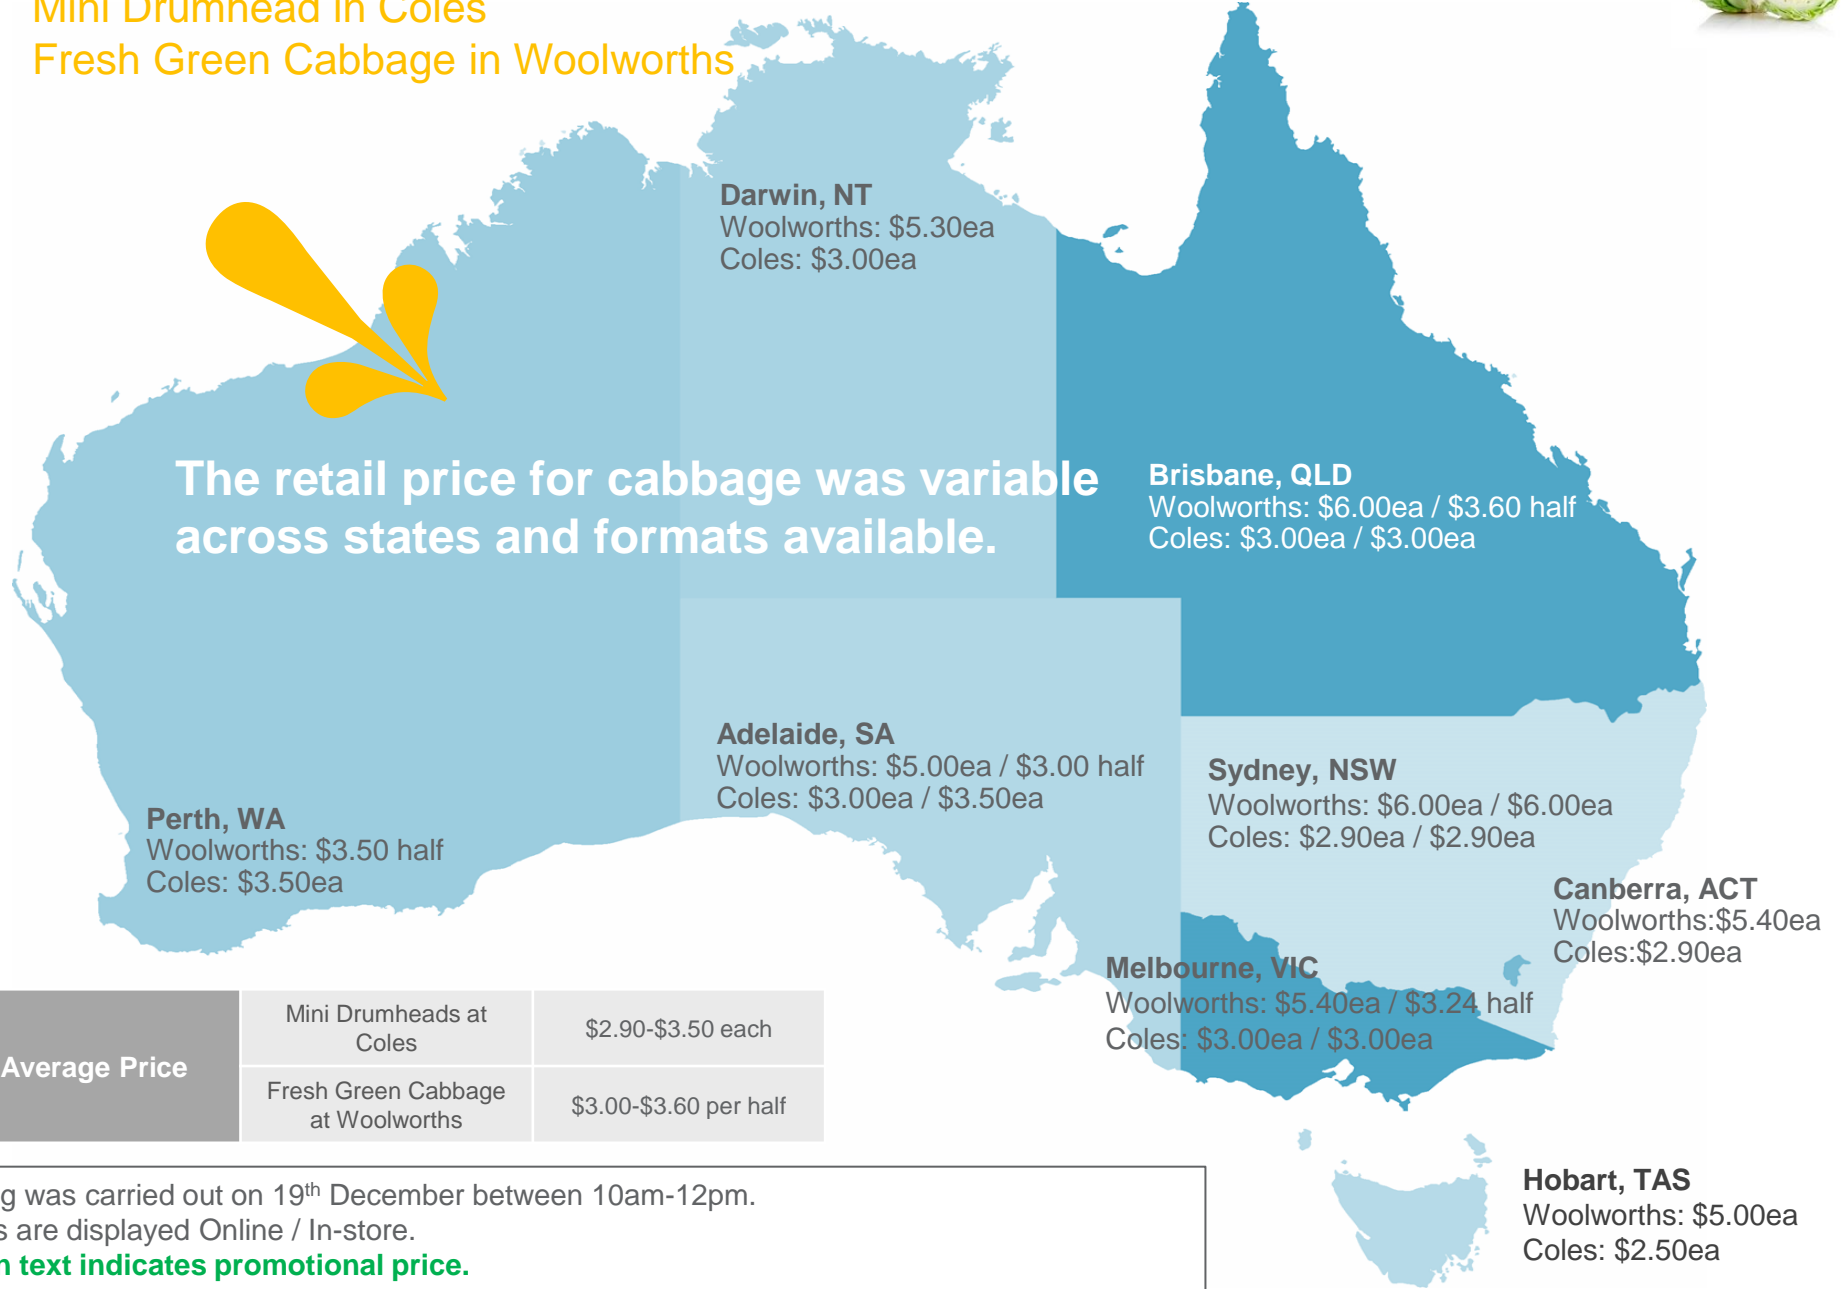 Mini Drumhead in Coles
Fresh Green Cabbage in Woolworths
Darwin, NT
Woolworths: $5.30ea
Coles: $3.00ea
The retail price for cabbage was variable
across states and formats available.
Brisbane, QLD
Woolworths: $6.00ea / $3.60 half
Coles: $3.00ea / $3.00ea
Adelaide, SA
Woolworths: $5.00ea / $3.00 half
Coles: $3.00ea / $3.50ea
Sydney, NSW
Woolworths: $6.00ea / $6.00ea
Coles: $2.90ea / $2.90ea
Perth, WA
Woolworths: $3.50 half
Coles: $3.50ea
Canberra, ACT
Woolworths:$5.40ea
Coles:$2.90ea
Melbourne, VIC
Woolworths: $5.40ea / $3.24 half
Coles: $3.00ea / $3.00ea
Average Price
Mini Drumheads at
Coles
$2.90-$3.50 each
Fresh Green Cabbage
at Woolworths
$3.00-$3.60 per half
Hobart, TAS
Woolworths: $5.00ea
Coles: $2.50ea
g was carried out on 19th December between 10am-12pm.
s are displayed Online / In-store.
n text indicates promotional price.